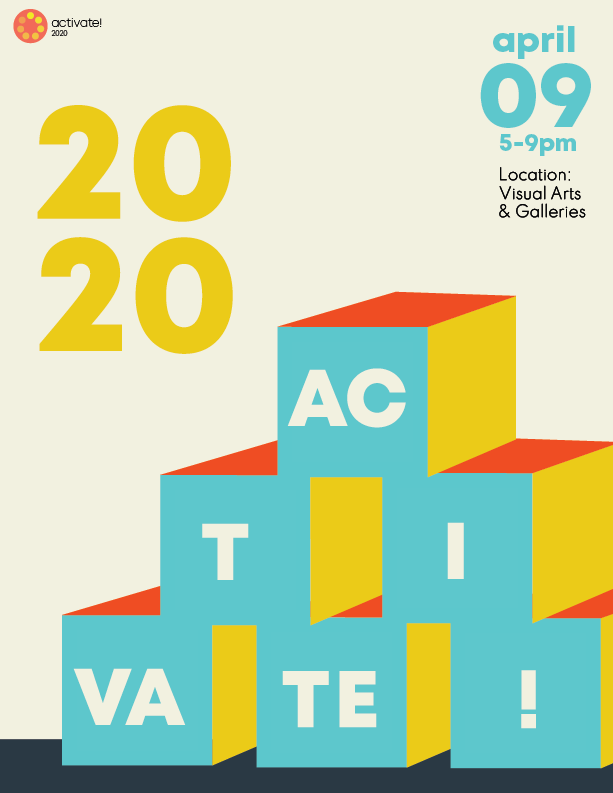 activate!
2020
april
09
5-9pm
Location:
Visual Arts
& Galleries
20
20
AC
T I
VA TE !